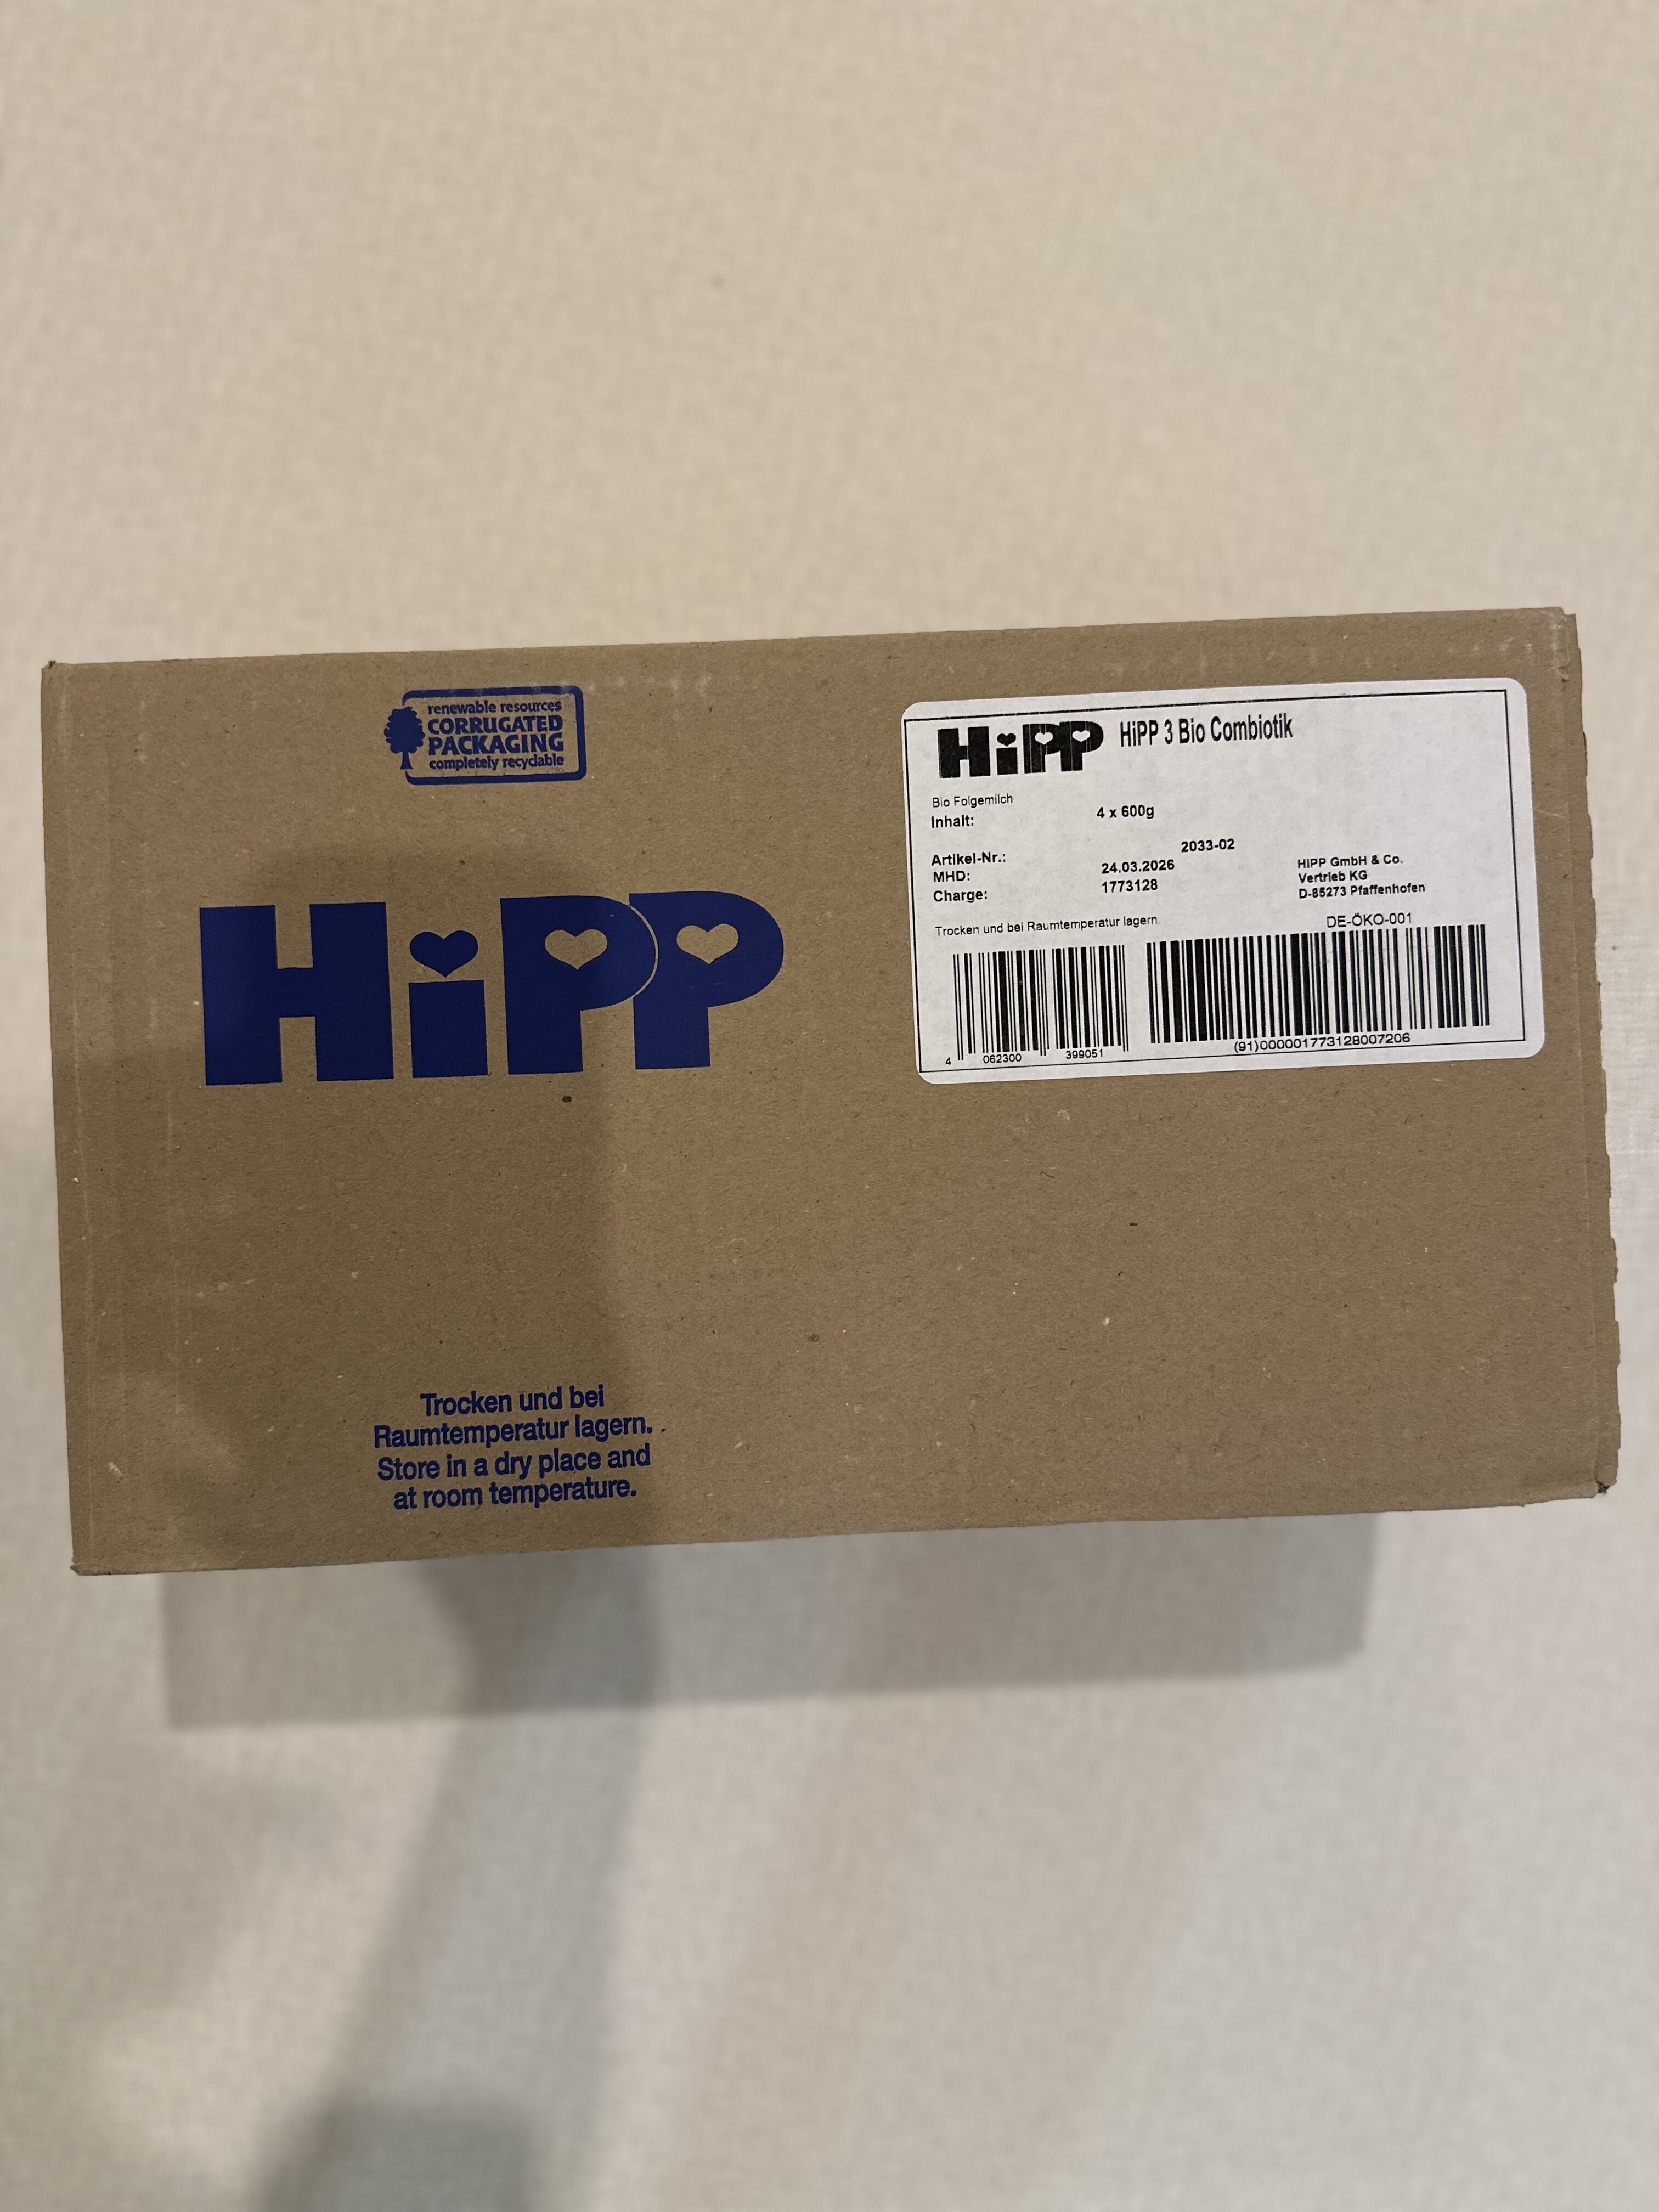 renewable resources
CORRUGATED
PACKAGING
completely recyclable
HiPP
Trocken und bei
Raumtemperatur lagern.
Store in a dry place and
at room temperature.
HiPP HiPP 3 Bio Combiotik
Bio Folgemilch
Inhalt: 4 x 600g
Artikel-Nr.: 2033-02
MHD: 24.03.2026
Charge: 1773128
HIPP GmbH & Co.
Vertrieb KG
D-85273 Pfaffenhofen
Trocken und bei Raumtemperatur lagern.
DE-ÖKO-001
4 062300 399051
(91)0000001773128007206